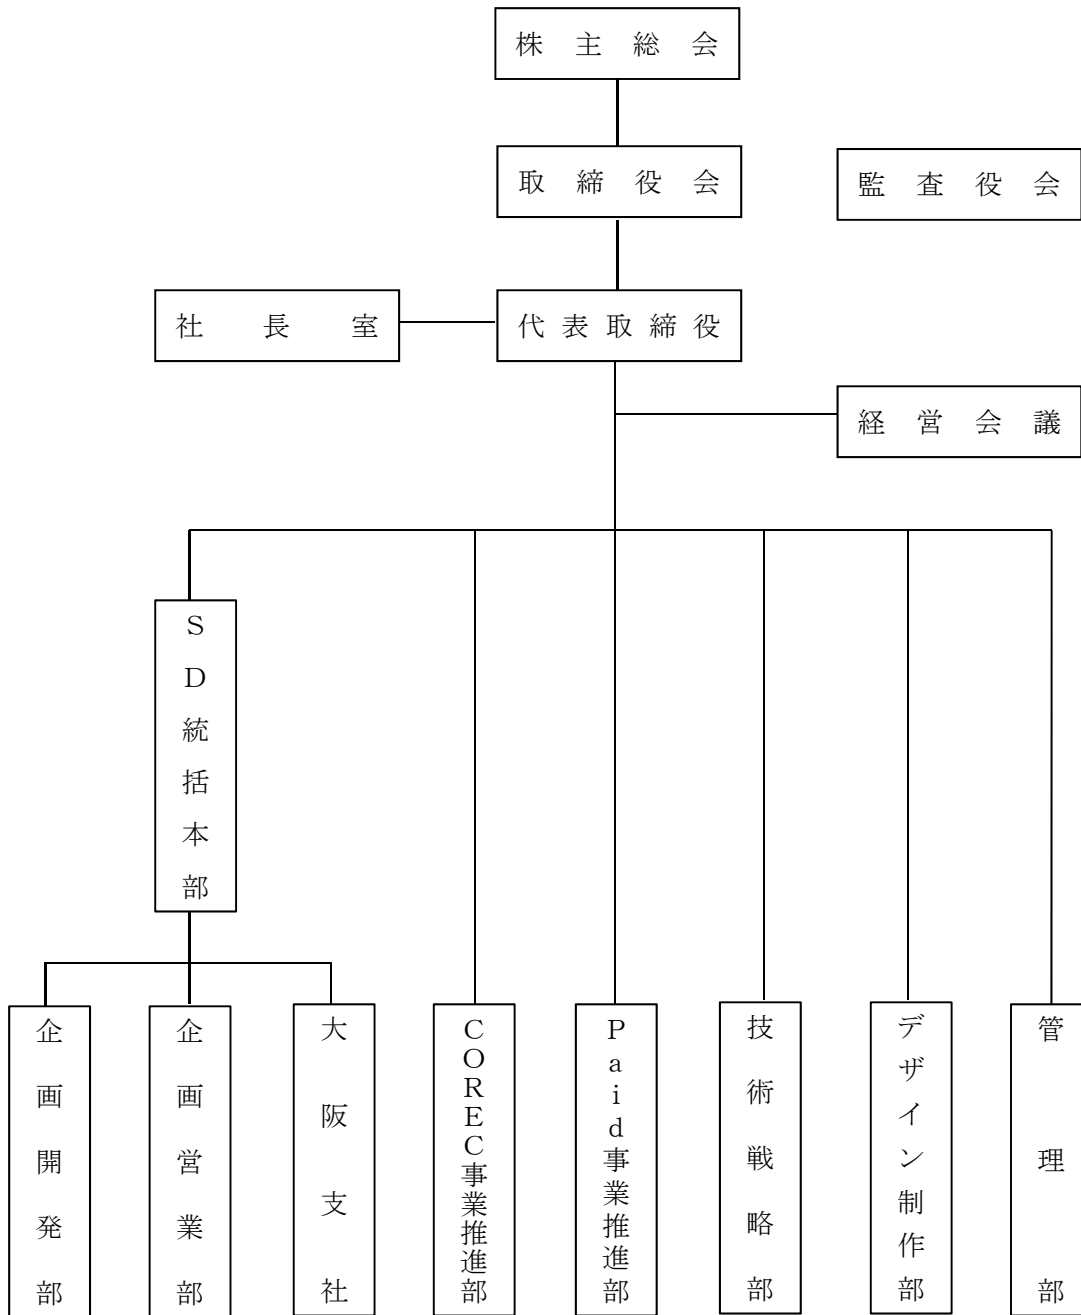 株主総会
取締役会
監査役会
社長室
代表取締役
経営会議
SD統括本部
企画開発部
企画営業部
大阪支社
COREC事業推進部
Paid事業推進部
技術戦略部
デザイン制作部
管理部